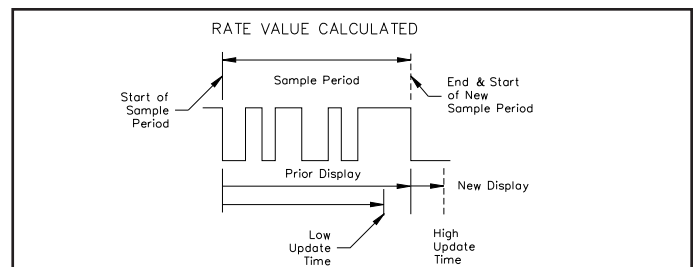 RATE VALUE CALCULATED
Sample Period
Start of
Sample
Period
End & Start
of New
Sample Period
Prior Display
New Display
Low
Update
Time
High
Update
Time